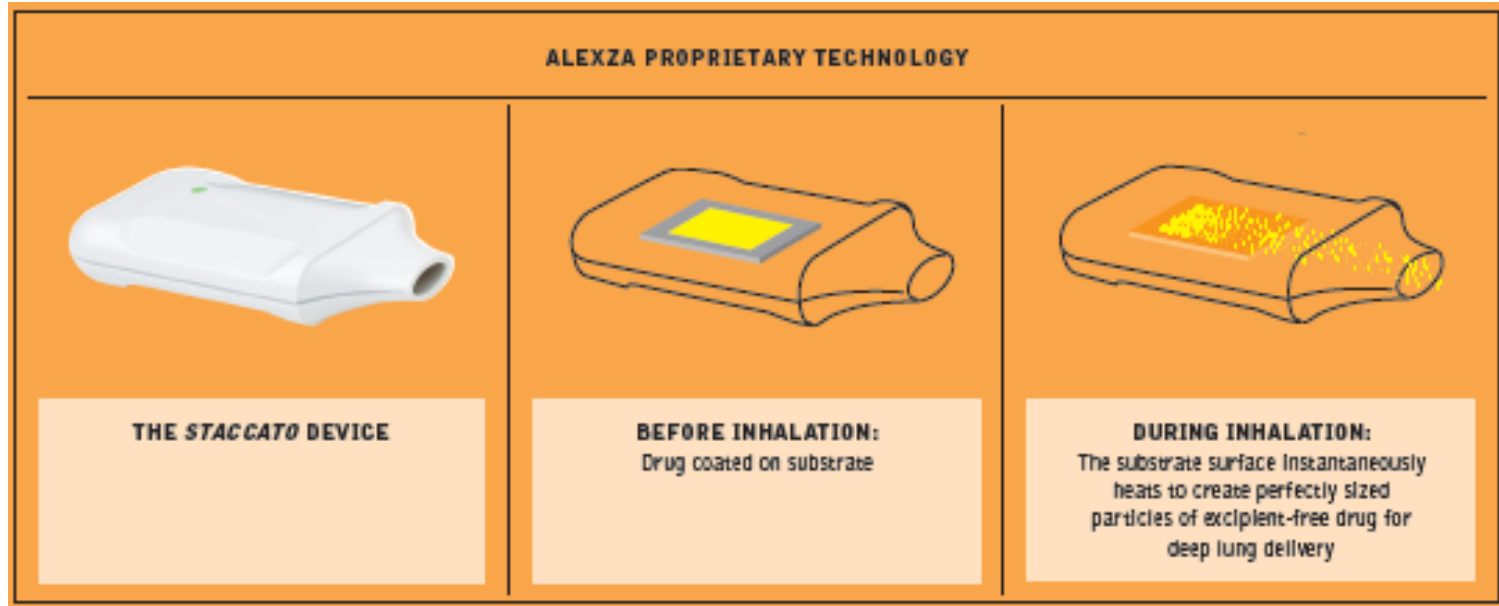 ALEXZA PROPRIETARY TECHNOLOGY
THE STACCATO DEVICE
BEFORE INHALATION:
Drug coated on substrate
DURING INHALATION:
The substrate surface instantaneously
heats to create perfectly sized
particles of excipient-free drug for
deep lung delivery